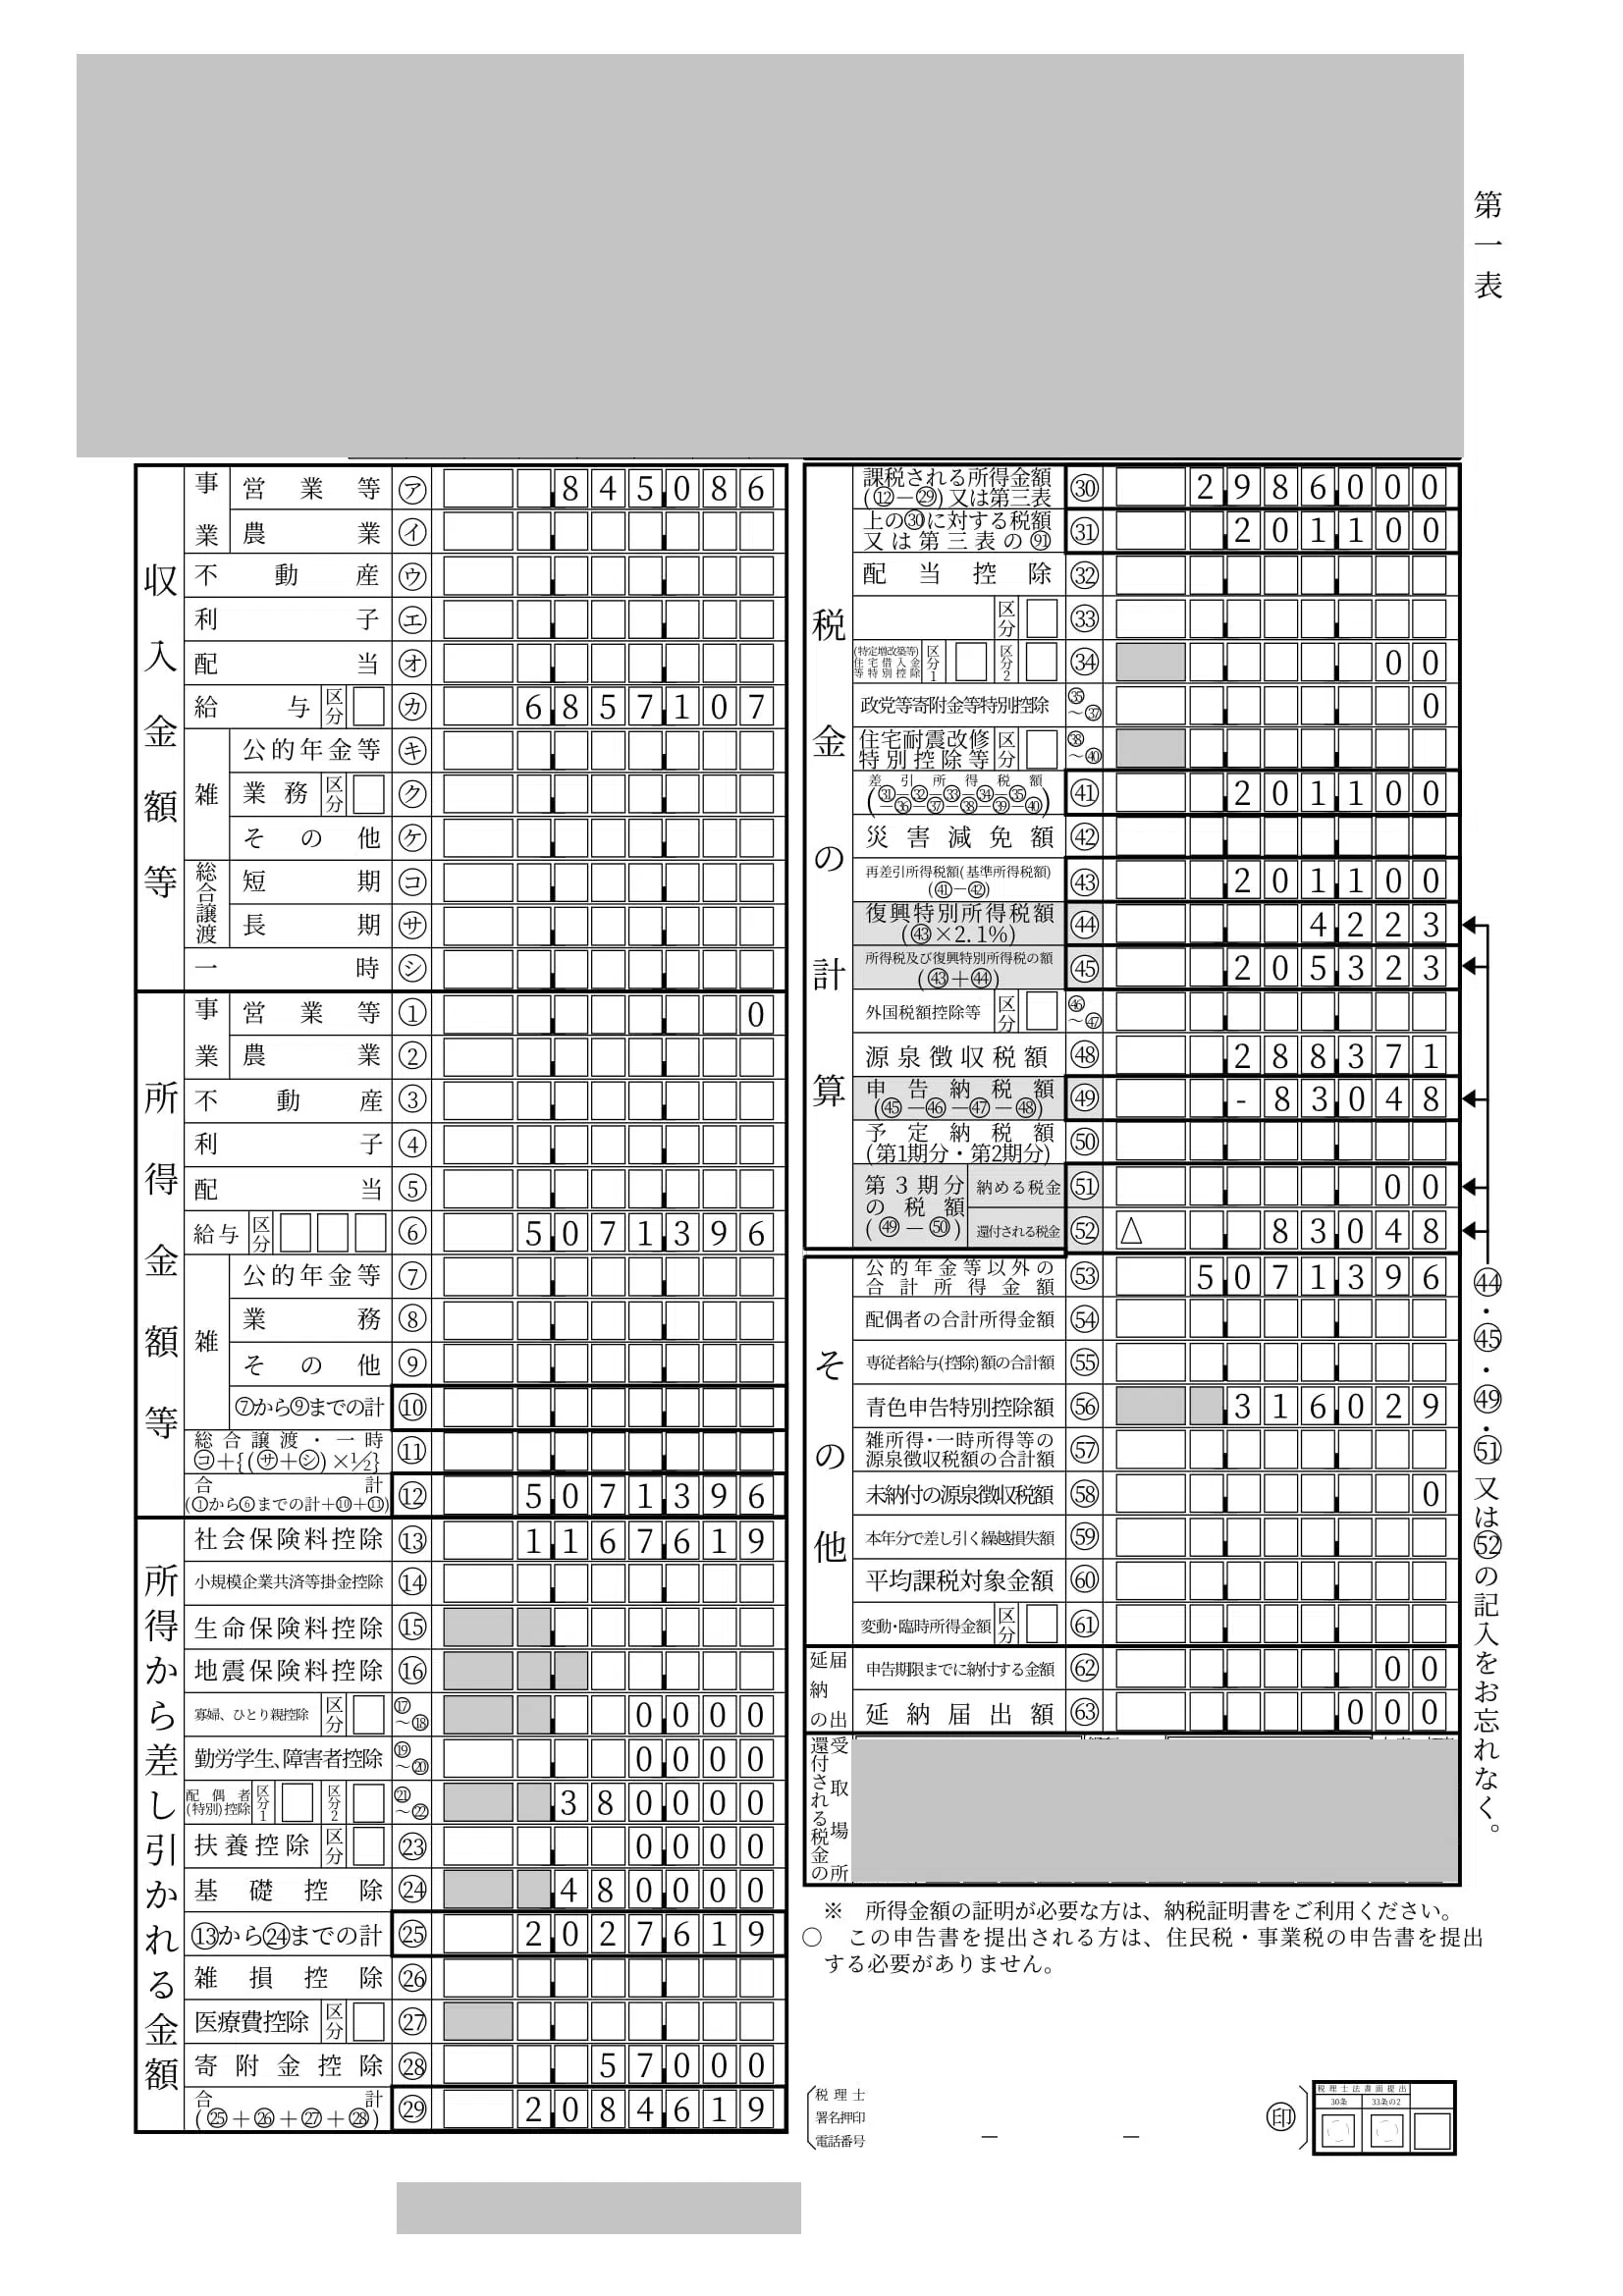 第一表
収入金額等
事業 営業等 ㋐ 845086
農業 ㋑
不動産 ㋒
利子 ㋓
配当 ㋔
給与 区分 ㋕ 6857107
雑 公的年金等 ㋖
業務 区分 ㋗
その他 ㋘
総合譲渡 短期 ㋙
長期 ㋚
一時 ㋛
所得金額等
事業 営業等 ① 0
農業 ②
不動産 ③
利子 ④
配当 ⑤
給与 区分 ⑥ 5071396
雑 公的年金等 ⑦
業務 ⑧
その他 ⑨
⑦から⑨までの計 ⑩
総合譲渡・一時 ㋙+{(㋚+㋛)×½} ⑪
合計 (①から⑥までの計+⑩+⑪) ⑫ 5071396
所得から差し引かれる金額
社会保険料控除 ⑬ 1167619
小規模企業共済等掛金控除 ⑭
生命保険料控除 ⑮
地震保険料控除 ⑯
寡婦、ひとり親控除 区分 ⑰~⑱ 0000
勤労学生、障害者控除 ⑲~⑳ 0000
配偶者(特別)控除 区分1 区分2 ㉑~㉒ 380000
扶養控除 区分 ㉓ 0000
基礎控除 ㉔ 480000
⑬から㉔までの計 ㉕ 2027619
雑損控除 ㉖
医療費控除 区分 ㉗
寄附金控除 ㉘ 57000
合計 (㉕+㉖+㉗+㉘) ㉙ 2084619
税金の計算
課税される所得金額 (⑫-㉙)又は第三表 ㉚ 2986000
上の㉚に対する税額 又は第三表の�91 ㉛ 201100
配当控除 ㉜
区分 ㉝
(特定増改築等)住宅借入金等特別控除 区分1 区分2 ㉞ 00
政党等寄附金等特別控除 ㉟~㊲ 0
住宅耐震改修特別控除等 区分 ㊳~㊵
差引所得税額 (㉛-㉜-㉝-㉞-㉟-㊱-㊲-㊳-㊴-㊵) ㊶ 201100
災害減免額 ㊷
再差引所得税額(基準所得税額) (㊶-㊷) ㊸ 201100
復興特別所得税額 (㊸×2.1%) ㊹ 4223
所得税及び復興特別所得税の額 (㊸+㊹) ㊺ 205323
外国税額控除等 区分 ㊻~㊼
源泉徴収税額 ㊽ 288371
申告納税額 (㊺-㊻-㊼-㊽) ㊾ -83048
予定納税額 (第1期分・第2期分) ㊿
第3期分の税額 (㊾-㊿) 納める税金 51 00
還付される税金 52 △ 83048
その他
公的年金等以外の合計所得金額 53 5071396
配偶者の合計所得金額 54
専従者給与(控除)額の合計額 55
青色申告特別控除額 56 316029
雑所得・一時所得等の源泉徴収税額の合計額 57
未納付の源泉徴収税額 58 0
本年分で差し引く繰越損失額 59
平均課税対象金額 60
変動・臨時所得金額 区分 61
延納の届出 申告期限までに納付する金額 62 00
延納届出額 63 000
還付される税金の受取場所
㊹・㊺・㊾・51又は52の記入をお忘れなく。
※ 所得金額の証明が必要な方は、納税証明書をご利用ください。
○ この申告書を提出される方は、住民税・事業税の申告書を提出
する必要がありません。
税理士
署名押印 ㊞
電話番号 ― ―
税理士法書面提出
30条 33条の2